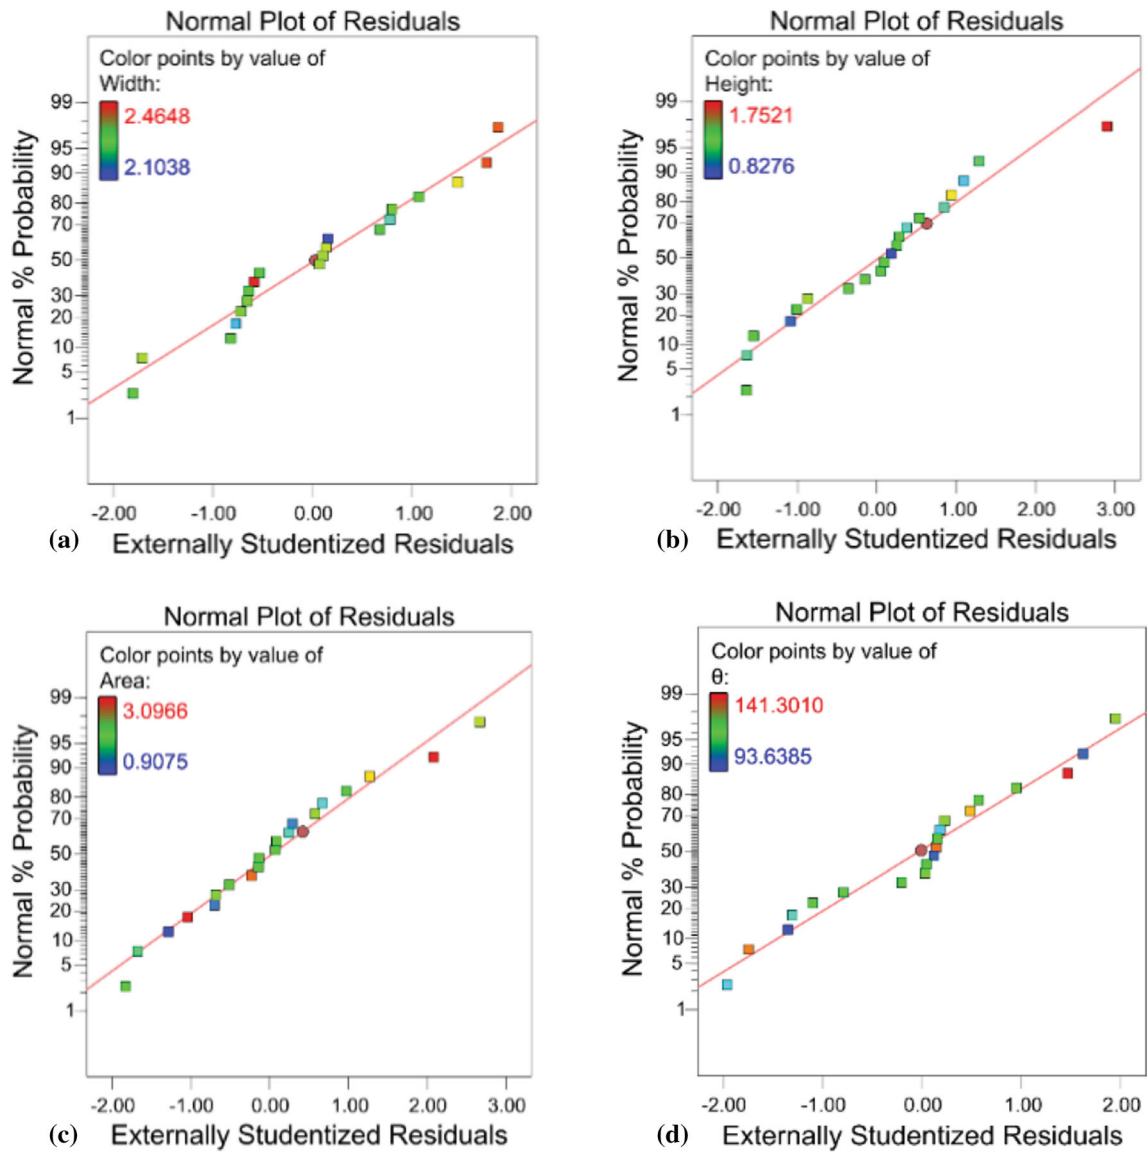 Normal Plot of Residuals
Color points by value of
Width:
2.4648
2.1038
Normal % Probability
99
95
90
80
70
50
30
20
10
5
1
-2.00 -1.00 0.00 1.00 2.00
(a) Externally Studentized Residuals
Normal Plot of Residuals
Color points by value of
Height:
1.7521
0.8276
Normal % Probability
99
95
90
80
70
50
30
20
10
5
1
-2.00 -1.00 0.00 1.00 2.00 3.00
(b) Externally Studentized Residuals
Normal Plot of Residuals
Color points by value of
Area:
3.0966
0.9075
Normal % Probability
99
95
90
80
70
50
30
20
10
5
1
-2.00 -1.00 0.00 1.00 2.00 3.00
(c) Externally Studentized Residuals
Normal Plot of Residuals
Color points by value of
θ:
141.3010
93.6385
Normal % Probability
99
95
90
80
70
50
30
20
10
5
1
-2.00 -1.00 0.00 1.00 2.00
(d) Externally Studentized Residuals